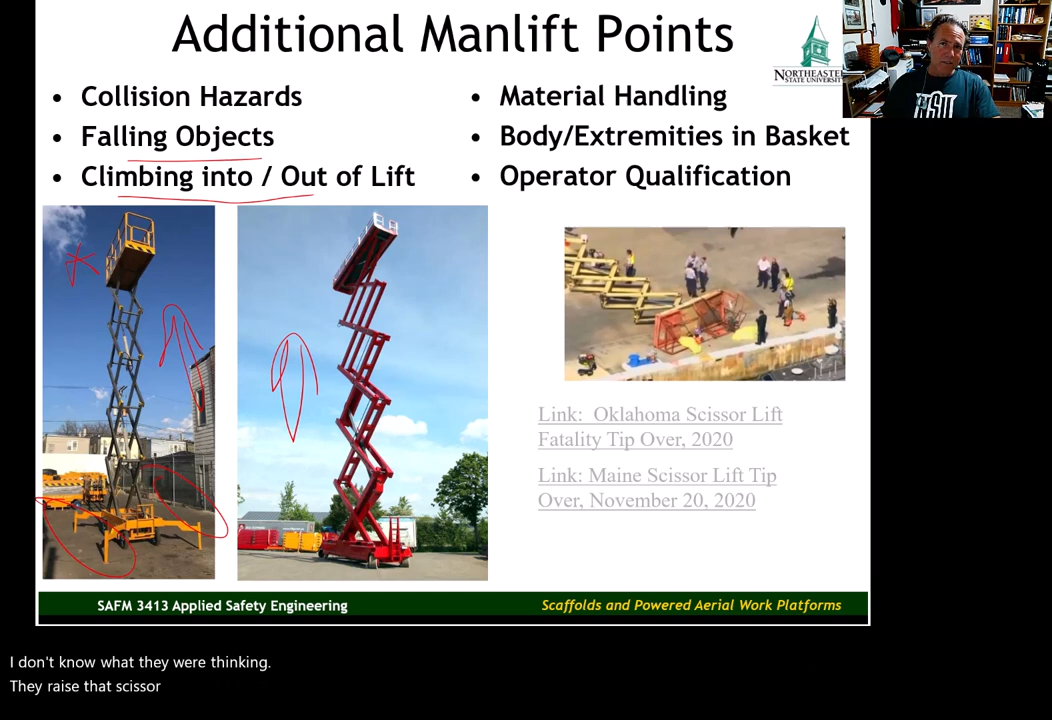 Additional Manlift Points
NORTHEASTE
STATE UNIVERSI
• Collision Hazards
• Falling Objects
• Climbing into / Out of Lift
• Material Handling
• Body/Extremities in Basket
• Operator Qualification
Link: Oklahoma Scissor Lift
Fatality Tip Over, 2020
Link: Maine Scissor Lift Tip
Over, November 20, 2020
SAFM 3413 Applied Safety Engineering
Scaffolds and Powered Aerial Work Platforms
I don't know what they were thinking.
They raise that scissor